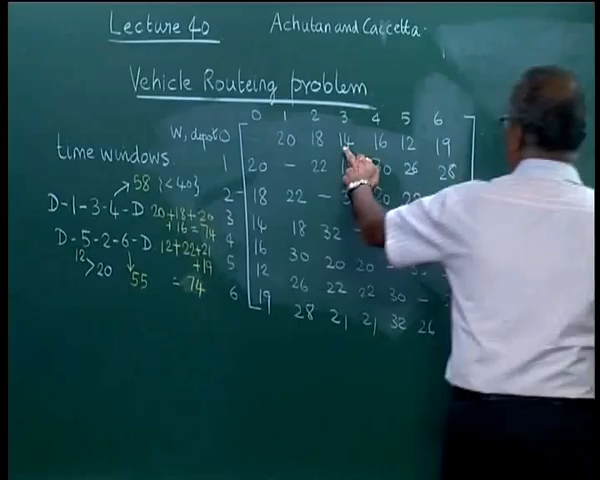 Lecture 40
Achutan and Caccetta.
Vehicle Routeing problem
time windows.
58 {<40}
D-1-3-4-D 20+18+20
+16=74
D-5-2-6-D 12+22+21
+19
12 >20
55 = 74
0 1 2 3 4 5 6
W, depot 0 - 20 18 14 16 12 19
1 20 - 22 26 28
2 18 22 -
3 14 18 32 -
4 16 30 20 20 -
5 12 26 22 22 30 -
6 19 28 21 21 32 26